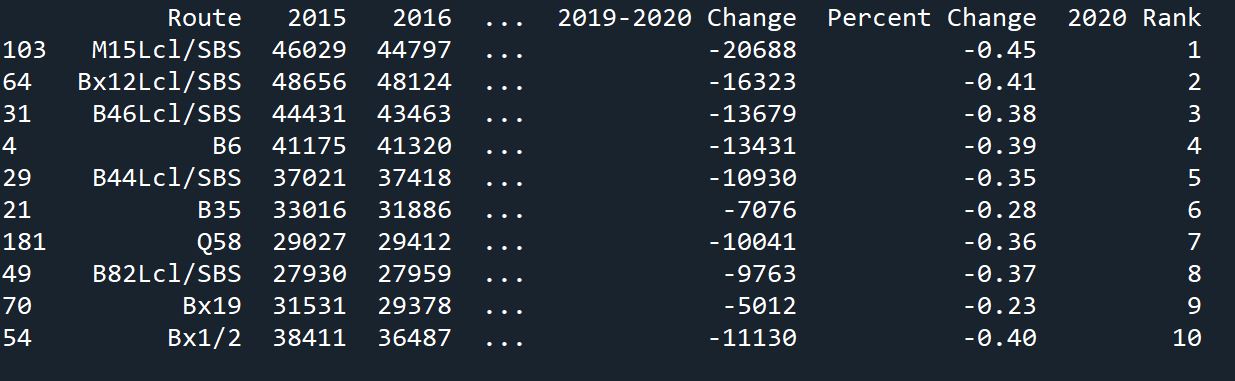 Route 2015 2016 ... 2019-2020 Change Percent Change 2020 Rank
103 M15Lcl/SBS 46029 44797 ... -20688 -0.45 1
64 Bx12Lcl/SBS 48656 48124 ... -16323 -0.41 2
31 B46Lcl/SBS 44431 43463 ... -13679 -0.38 3
4 B6 41175 41320 ... -13431 -0.39 4
29 B44Lcl/SBS 37021 37418 ... -10930 -0.35 5
21 B35 33016 31886 ... -7076 -0.28 6
181 Q58 29027 29412 ... -10041 -0.36 7
49 B82Lcl/SBS 27930 27959 ... -9763 -0.37 8
70 Bx19 31531 29378 ... -5012 -0.23 9
54 Bx1/2 38411 36487 ... -11130 -0.40 10